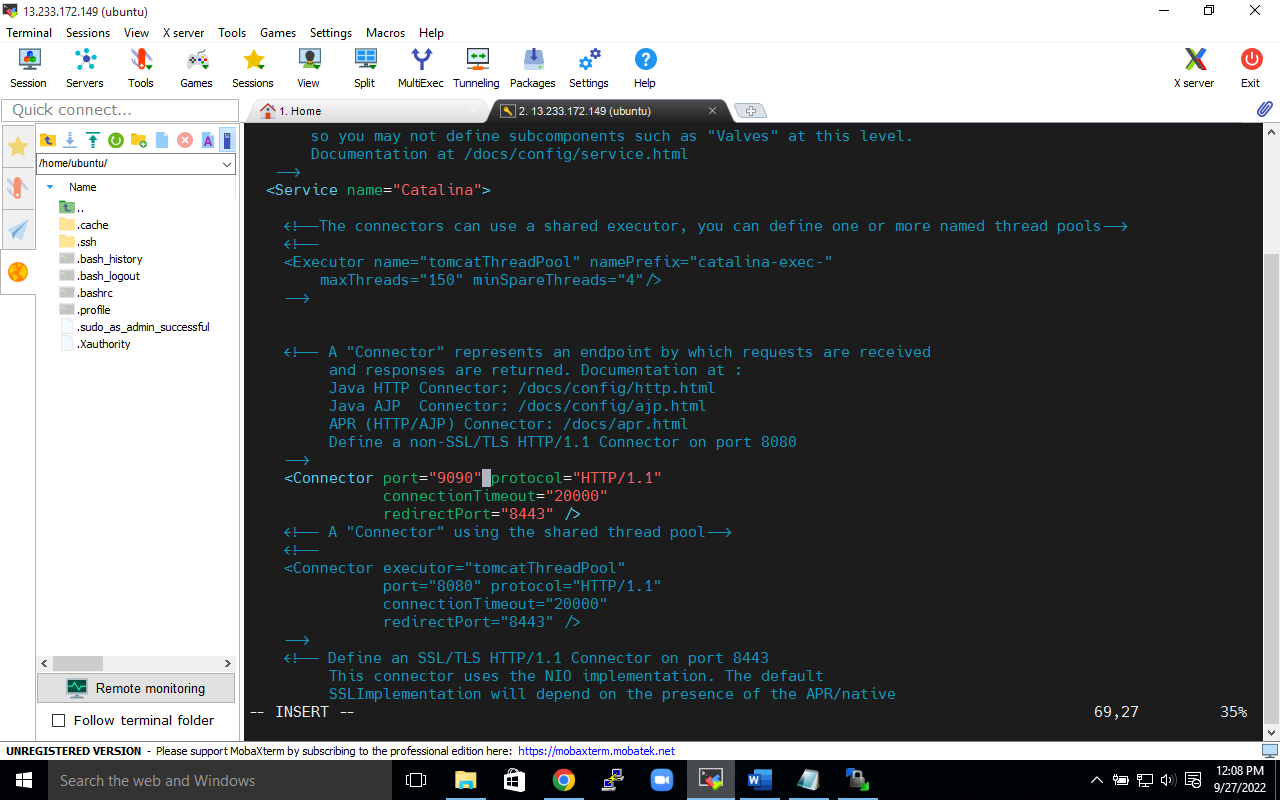 13.233.172.149 (ubuntu)
Terminal Sessions View X server Tools Games Settings Macros Help
Session Servers Tools Games Sessions View Split MultiExec Tunneling Packages Settings Help X server Exit
Quick connect...
1. Home
2. 13.233.172.149 (ubuntu)
/home/ubuntu/
Name
..
.cache
.ssh
.bash_history
.bash_logout
.bashrc
.profile
.sudo_as_admin_successful
.Xauthority
Remote monitoring
Follow terminal folder
so you may not define subcomponents such as "Valves" at this level.
Documentation at /docs/config/service.html
-->
<Service name="Catalina">
<!--The connectors can use a shared executor, you can define one or more named thread pools-->
<!--
<Executor name="tomcatThreadPool" namePrefix="catalina-exec-"
maxThreads="150" minSpareThreads="4"/>
-->
<!-- A "Connector" represents an endpoint by which requests are received
and responses are returned. Documentation at :
Java HTTP Connector: /docs/config/http.html
Java AJP  Connector: /docs/config/ajp.html
APR (HTTP/AJP) Connector: /docs/apr.html
Define a non-SSL/TLS HTTP/1.1 Connector on port 8080
-->
<Connector port="9090" protocol="HTTP/1.1"
connectionTimeout="20000"
redirectPort="8443" />
<!-- A "Connector" using the shared thread pool-->
<!--
<Connector executor="tomcatThreadPool"
port="8080" protocol="HTTP/1.1"
connectionTimeout="20000"
redirectPort="8443" />
-->
<!-- Define an SSL/TLS HTTP/1.1 Connector on port 8443
This connector uses the NIO implementation. The default
SSLImplementation will depend on the presence of the APR/native
-- INSERT -- 69,27 35%
UNREGISTERED VERSION - Please support MobaXterm by subscribing to the professional edition here: https://mobaxterm.mobatek.net
Search the web and Windows
12:08 PM
9/27/2022